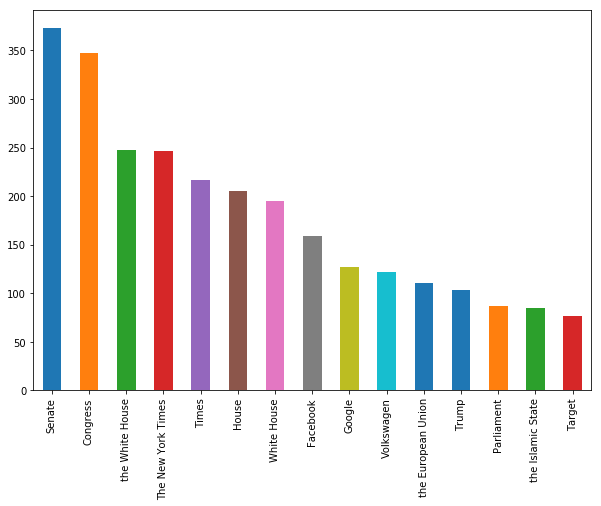 350
300
250
200
150
100
50
0
Senate
Congress
the White House
The New York Times
Times
House
White House
Facebook
Google
Volkswagen
the European Union
Trump
Parliament
the Islamic State
Target